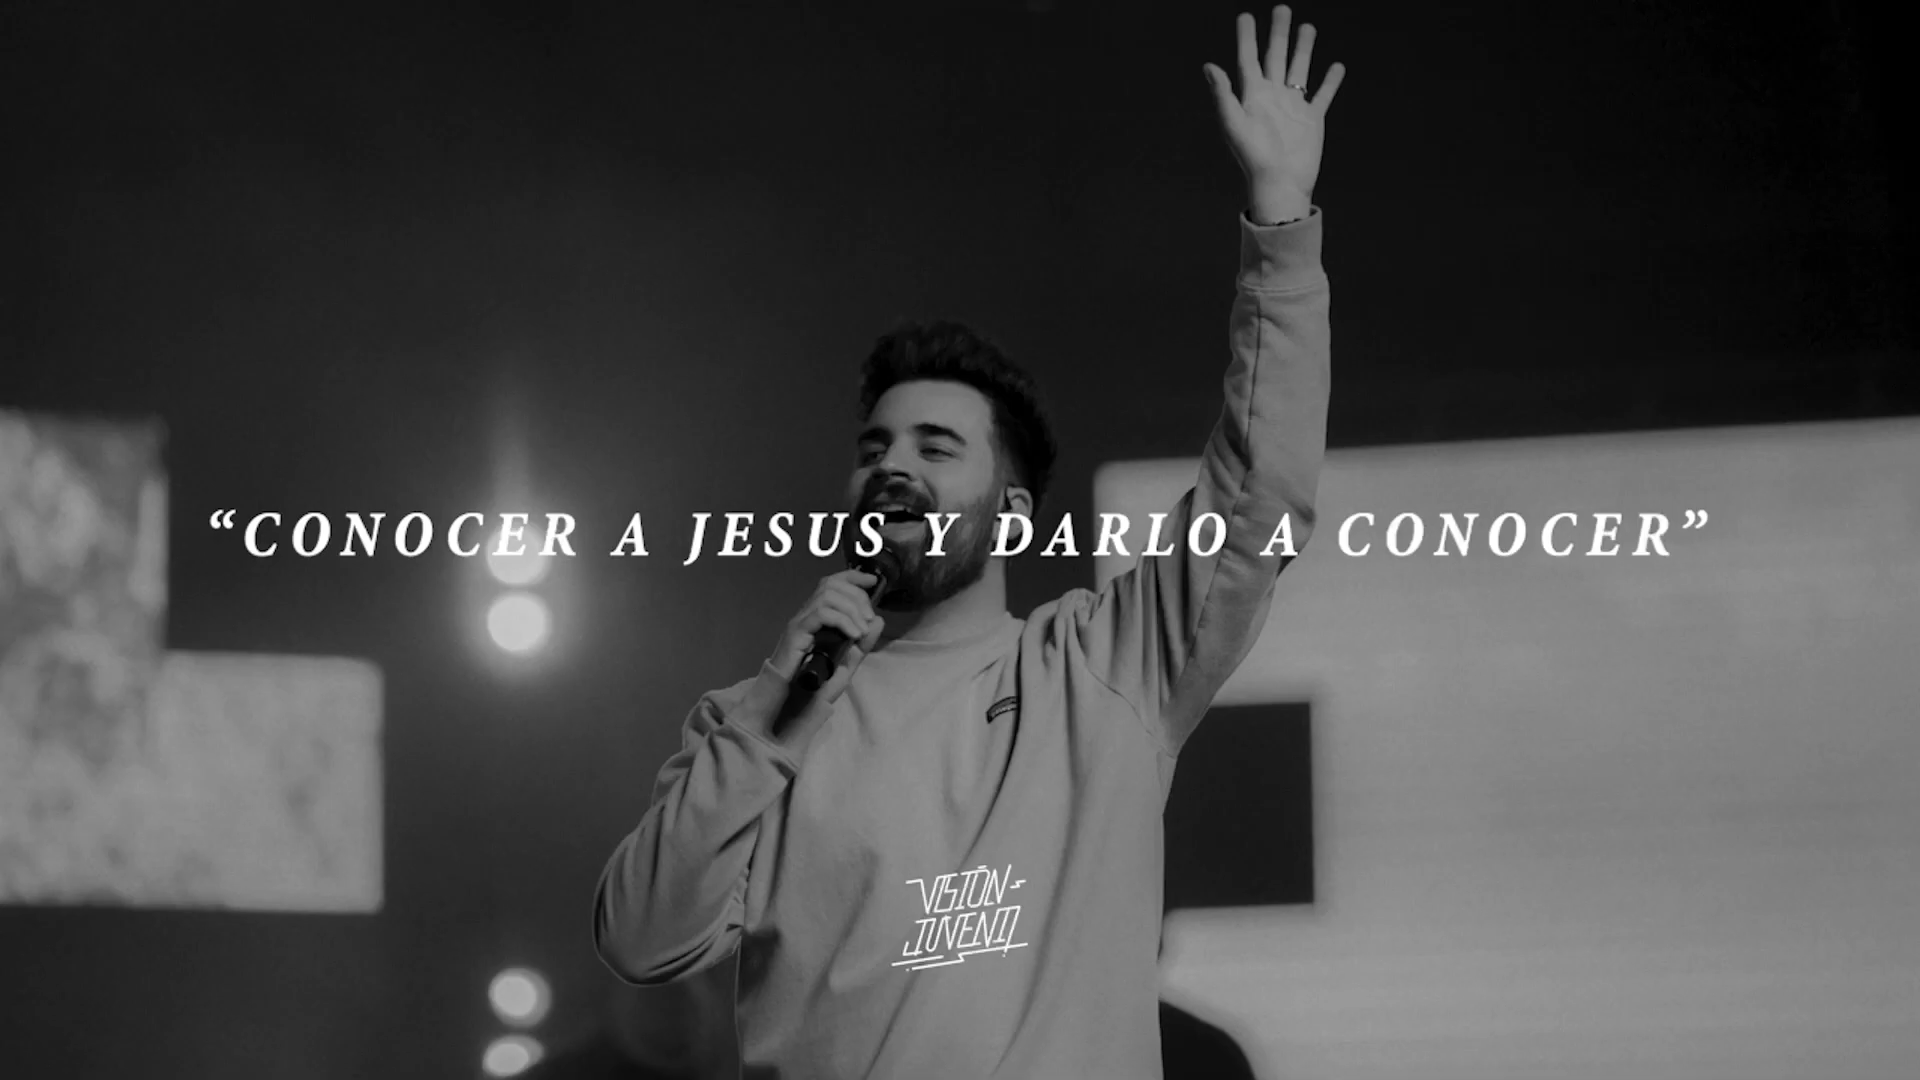 “CONOCER A JESUS Y DARLO A CONOCER”
VISIÓN
JUVENIL